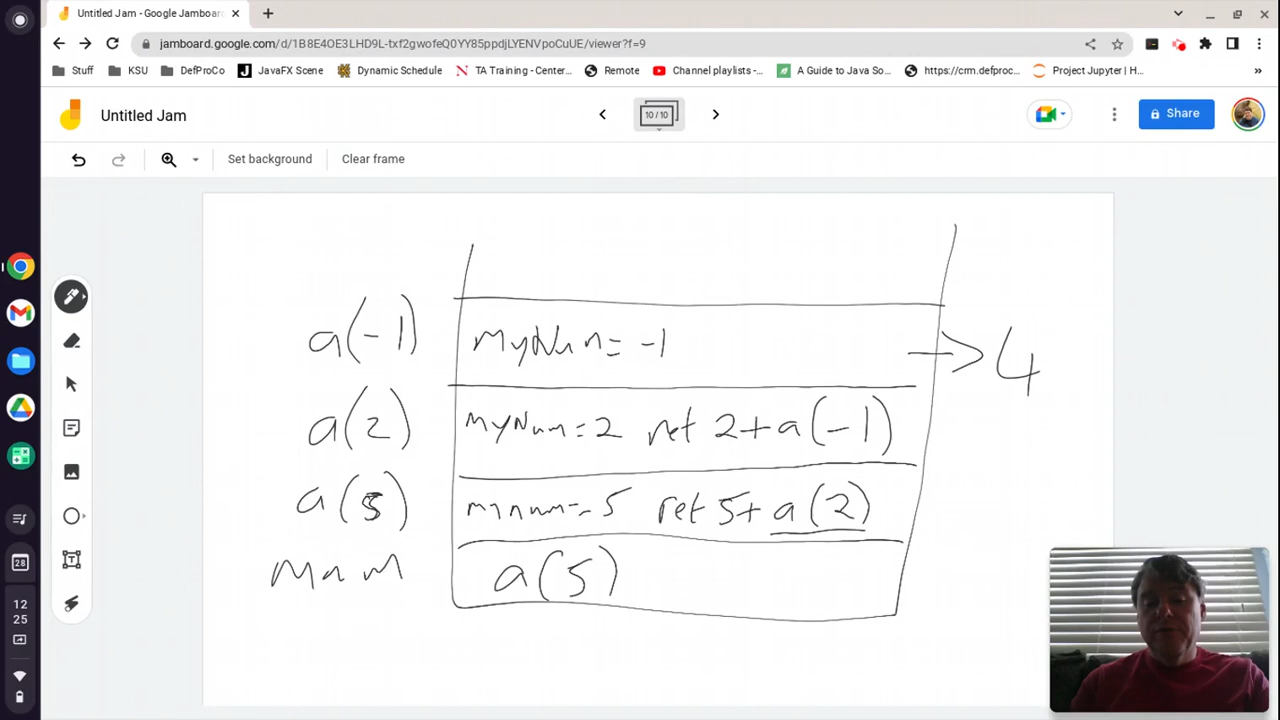 Untitled Jam - Google Jamboard
jamboard.google.com/d/1B8E4OE3LHD9L-txf2gwofeQ0YY85ppdjLYENVpoCuUE/viewer?f=9
Stuff KSU DefProCo JavaFX Scene Dynamic Schedule TA Training - Center... Remote Channel playlists -... A Guide to Java So... https://crm.defproc... Project Jupyter | H... »
Untitled Jam
10 / 10
Share
Set background Clear frame
a(-1) myNum= -1 → 4
a(2) myNum=2 ret 2+a(-1)
a(5) mynum=5 ret 5+ a(2)
main a(5)
28
12
25